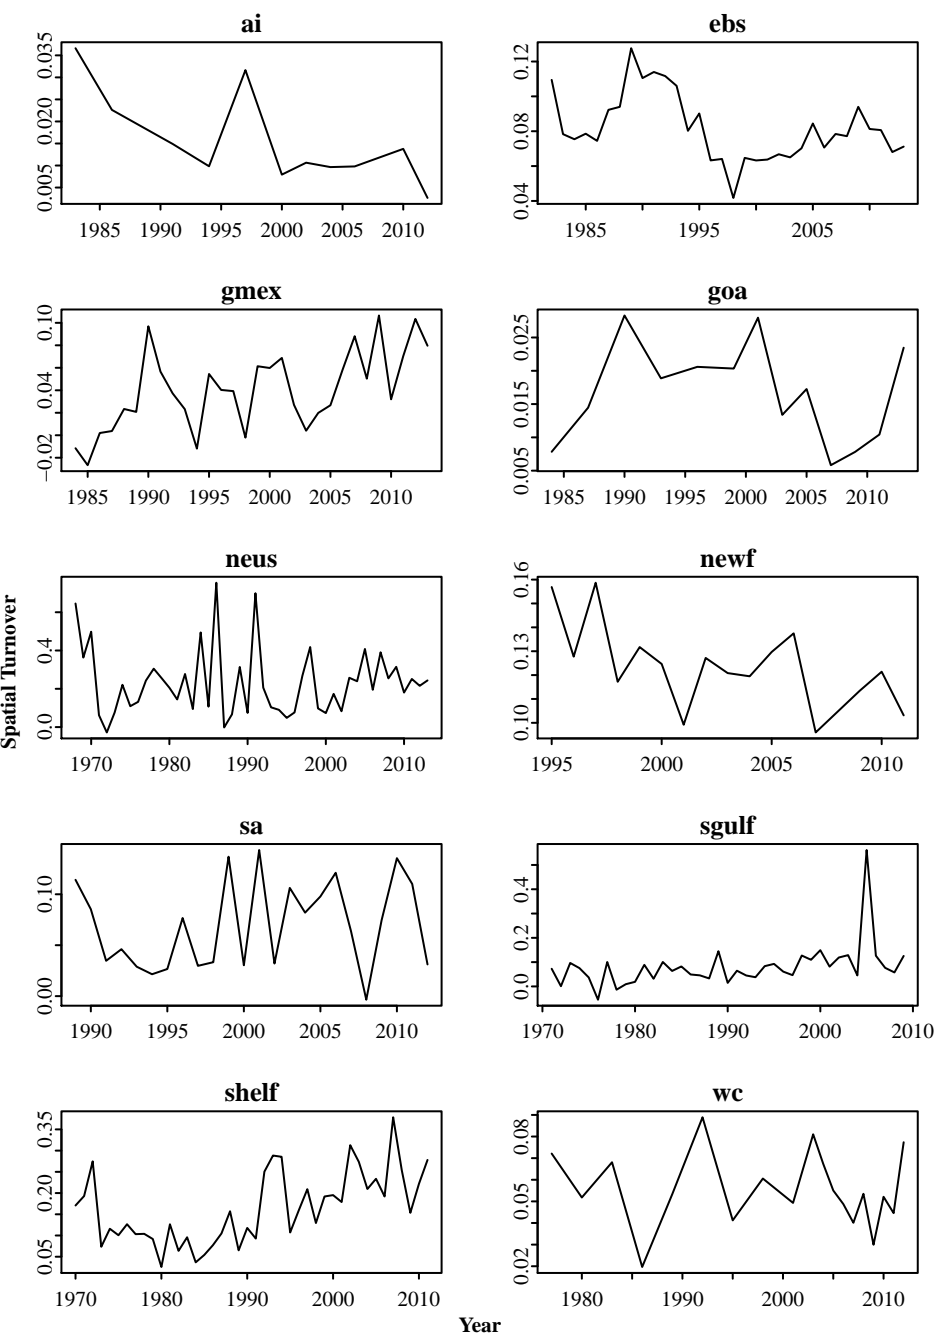 ai
0.005 0.020 0.035
1985 1990 1995 2000 2005 2010
ebs
0.04 0.08 0.12
1985 1995 2005
gmex
−0.02 0.04 0.10
1985 1990 1995 2000 2005 2010
goa
0.005 0.015 0.025
1985 1990 1995 2000 2005 2010
neus
0.0 0.4
1970 1980 1990 2000 2010
newf
0.10 0.13 0.16
1995 2000 2005 2010
Spatial Turnover
sa
0.00 0.10
1990 1995 2000 2005 2010
sgulf
0.0 0.2 0.4
1970 1980 1990 2000 2010
shelf
0.05 0.20 0.35
1970 1980 1990 2000 2010
wc
0.02 0.05 0.08
1980 1990 2000 2010
Year